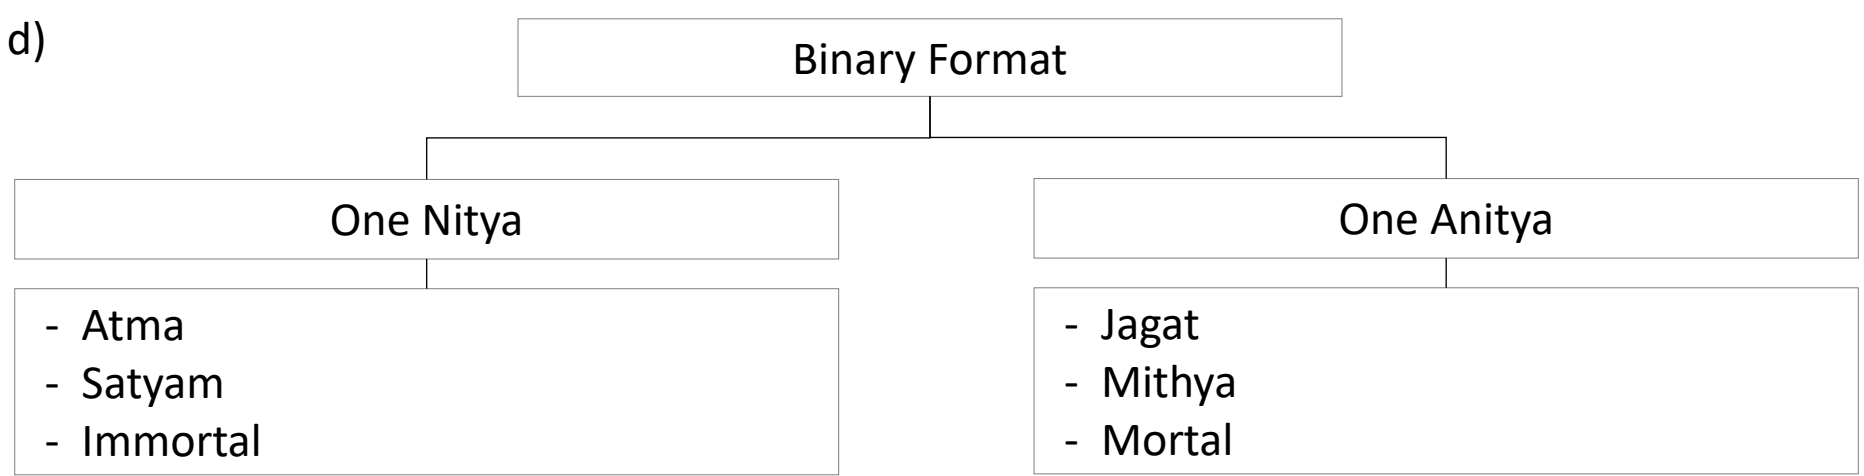 d)
Binary Format
One Nitya
One Anitya
- Atma
- Satyam
- Immortal
- Jagat
- Mithya
- Mortal